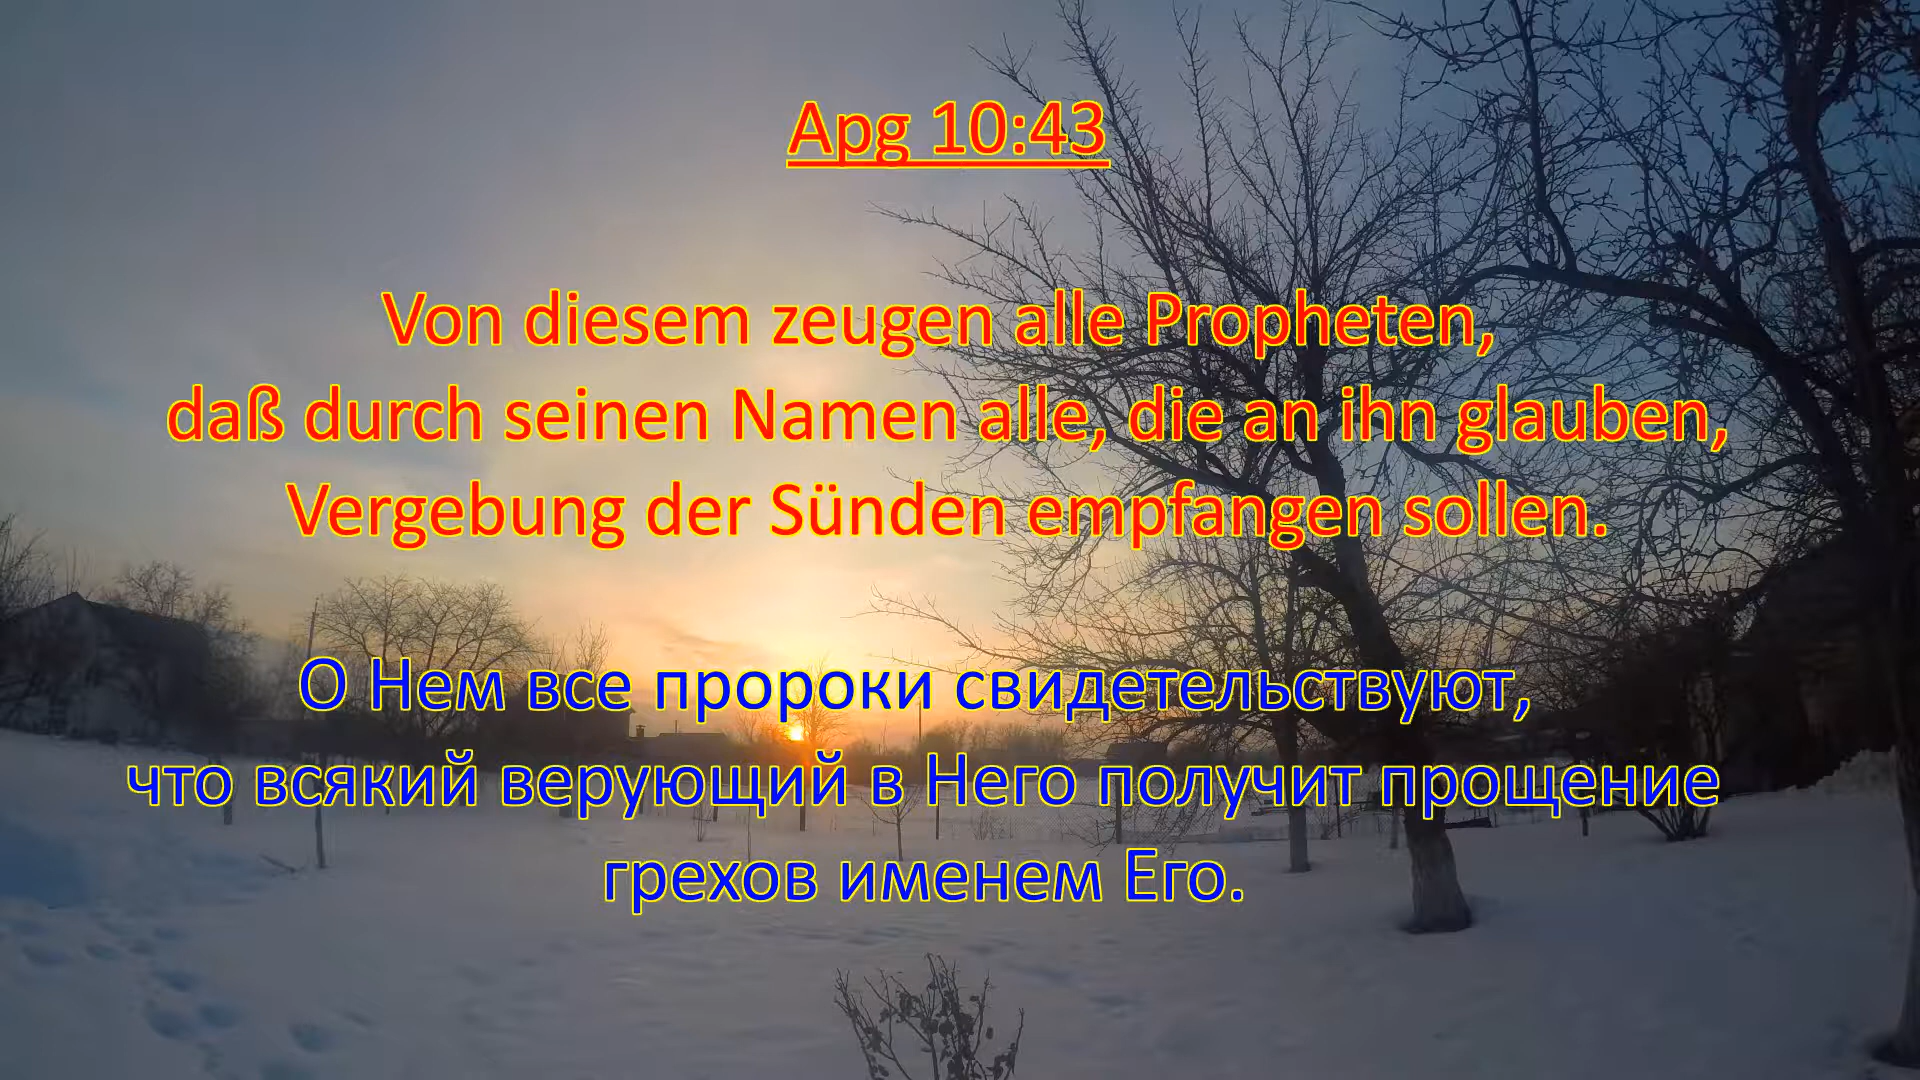 Apg 10:43
Von diesem zeugen alle Propheten,
daß durch seinen Namen alle, die an ihn glauben,
Vergebung der Sünden empfangen sollen.
О Нем все пророки свидетельствуют,
что всякий верующий в Него получит прощение
грехов именем Его.